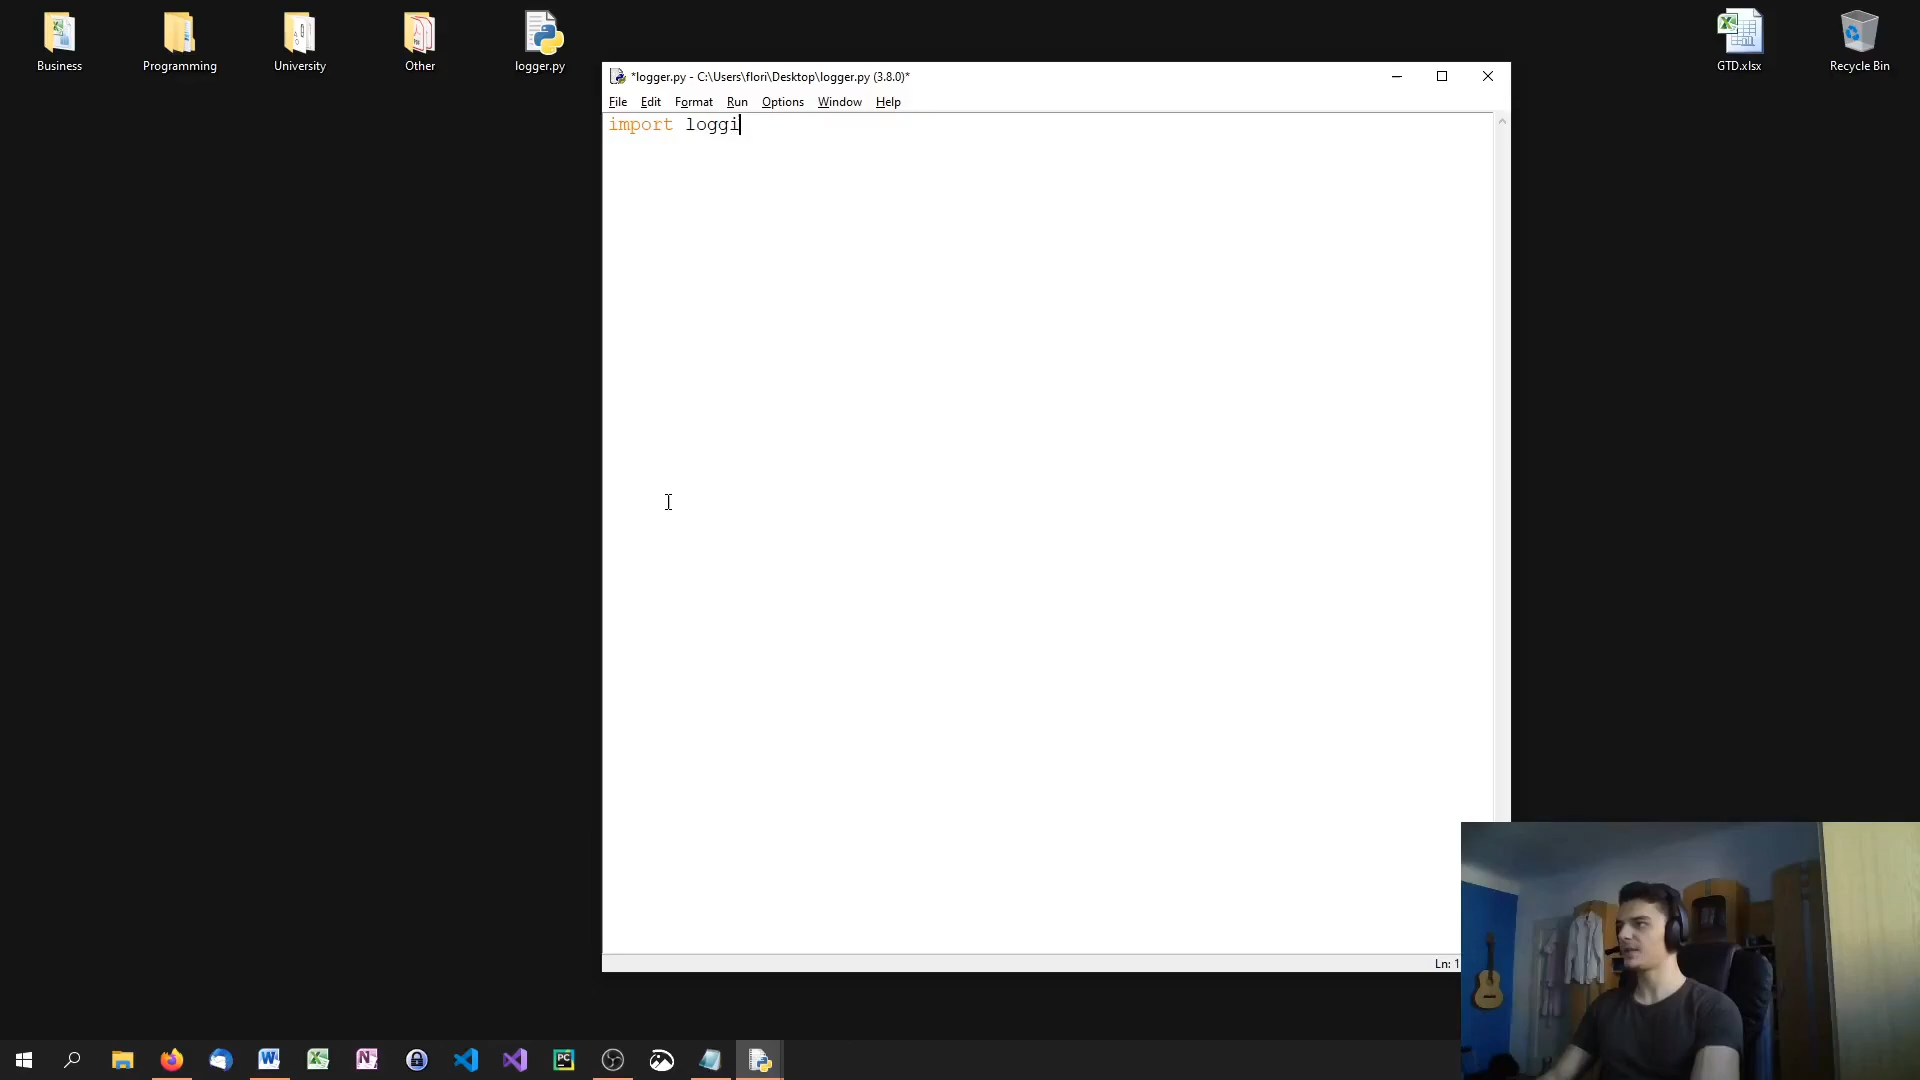 Business
Programming
University
Other
logger.py
GTD.xlsx
Recycle Bin
*logger.py - C:\Users\flori\Desktop\logger.py (3.8.0)*
File Edit Format Run Options Window Help
import loggi
Ln: 1